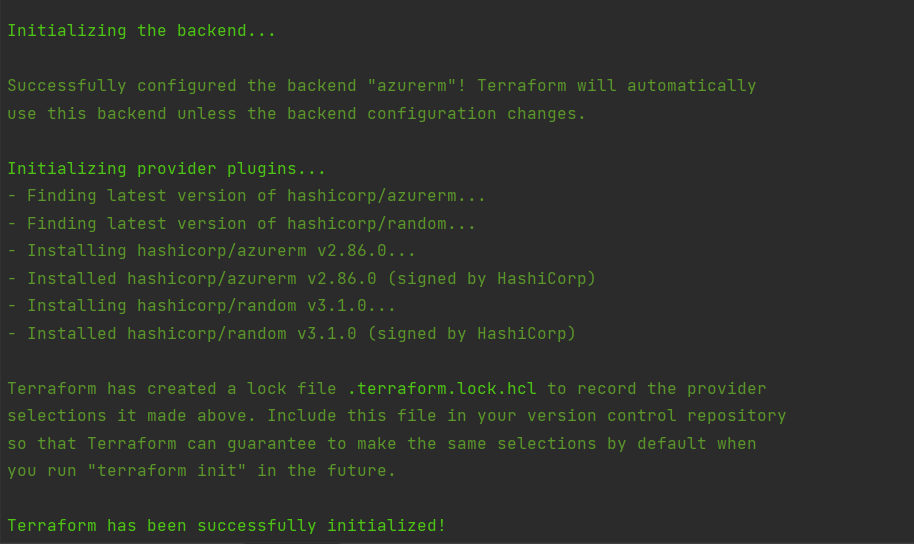 Initializing the backend...
Successfully configured the backend "azurerm"! Terraform will automatically
use this backend unless the backend configuration changes.
Initializing provider plugins...
- Finding latest version of hashicorp/azurerm...
- Finding latest version of hashicorp/random...
- Installing hashicorp/azurerm v2.86.0...
- Installed hashicorp/azurerm v2.86.0 (signed by HashiCorp)
- Installing hashicorp/random v3.1.0...
- Installed hashicorp/random v3.1.0 (signed by HashiCorp)
Terraform has created a lock file .terraform.lock.hcl to record the provider
selections it made above. Include this file in your version control repository
so that Terraform can guarantee to make the same selections by default when
you run "terraform init" in the future.
Terraform has been successfully initialized!